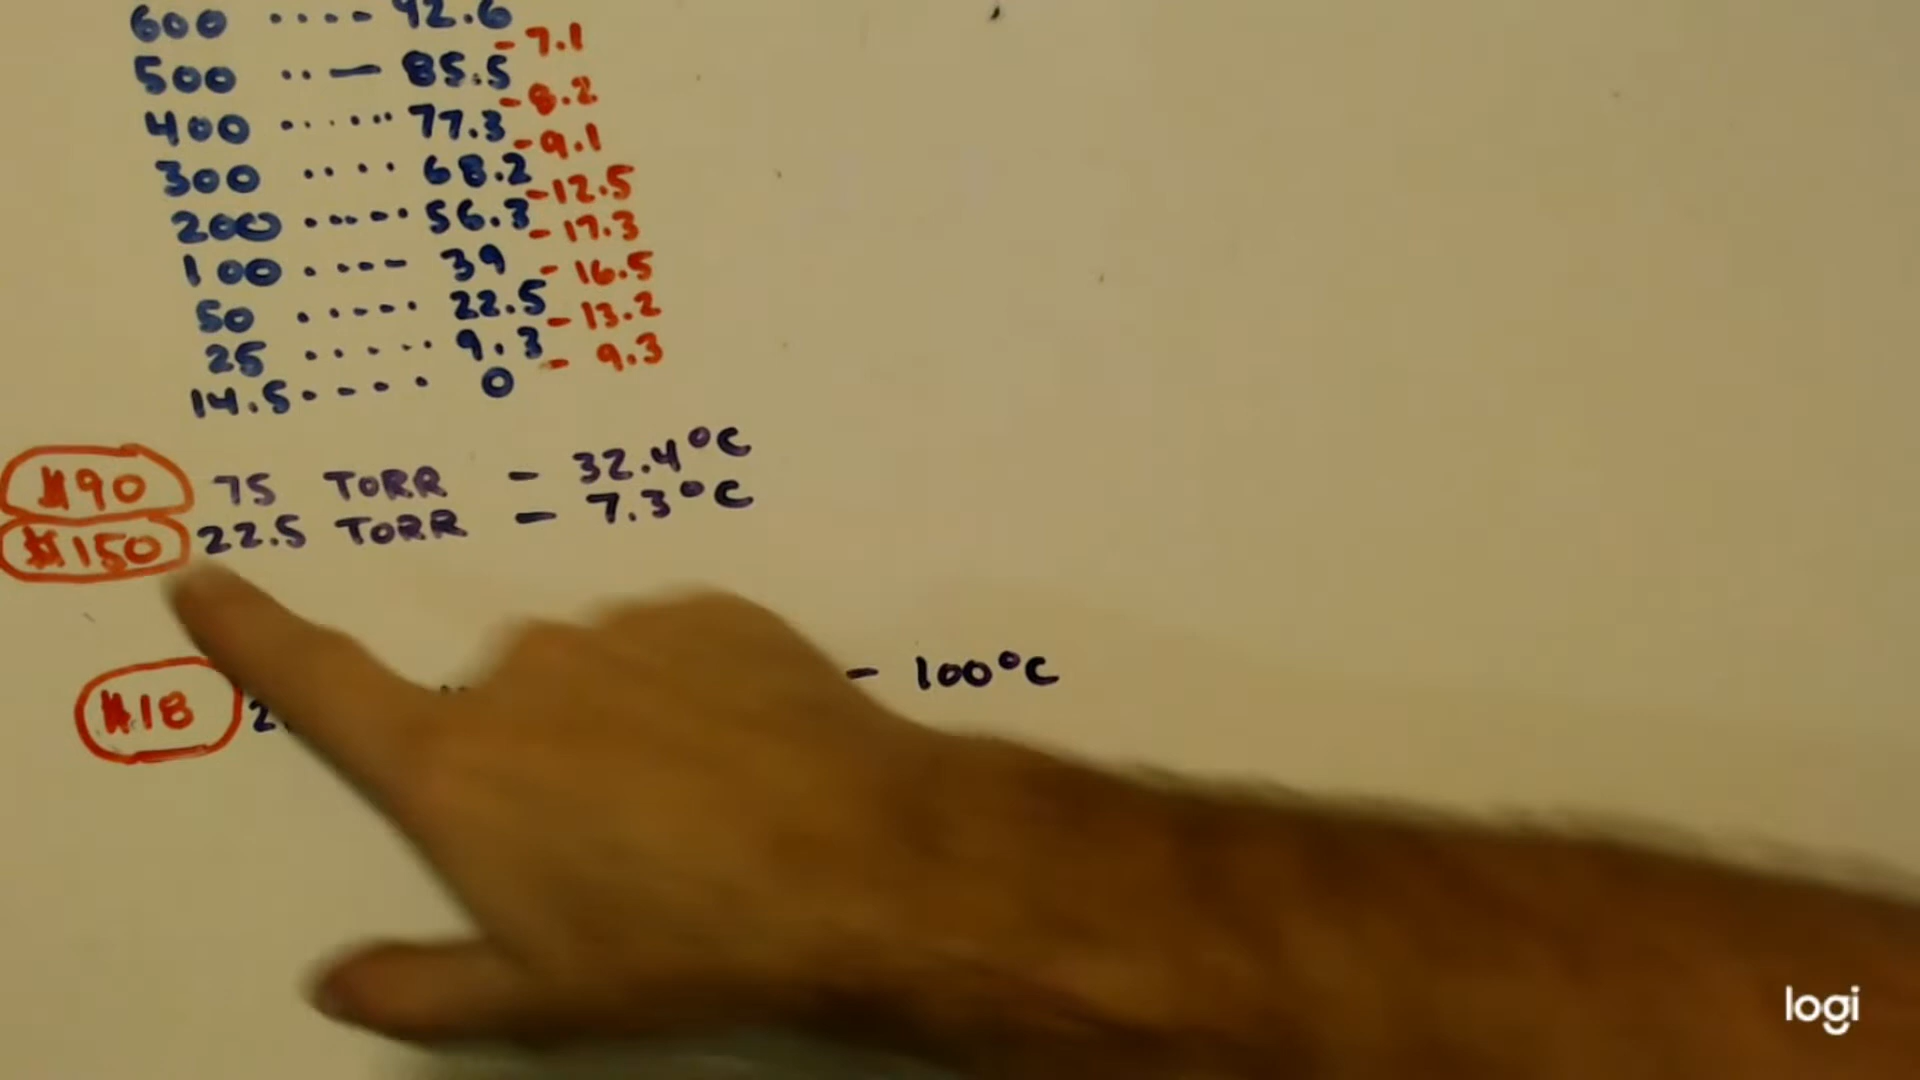 600 .... 92.6
- 7.1
500 ..— 85.5
- 8.2
400 ...... 77.3
- 9.1
300 .... 68.2
- 12.5
200 ..... 56.3
- 17.3
100 .... 39
- 16.5
50 ..... 22.5
- 13.2
25 ..... 9.3
- 9.3
14.5 .... 0
$90 75 TORR - 32.4°C
$150 22.5 TORR - 7.3°C
- 100°C
$18
logi